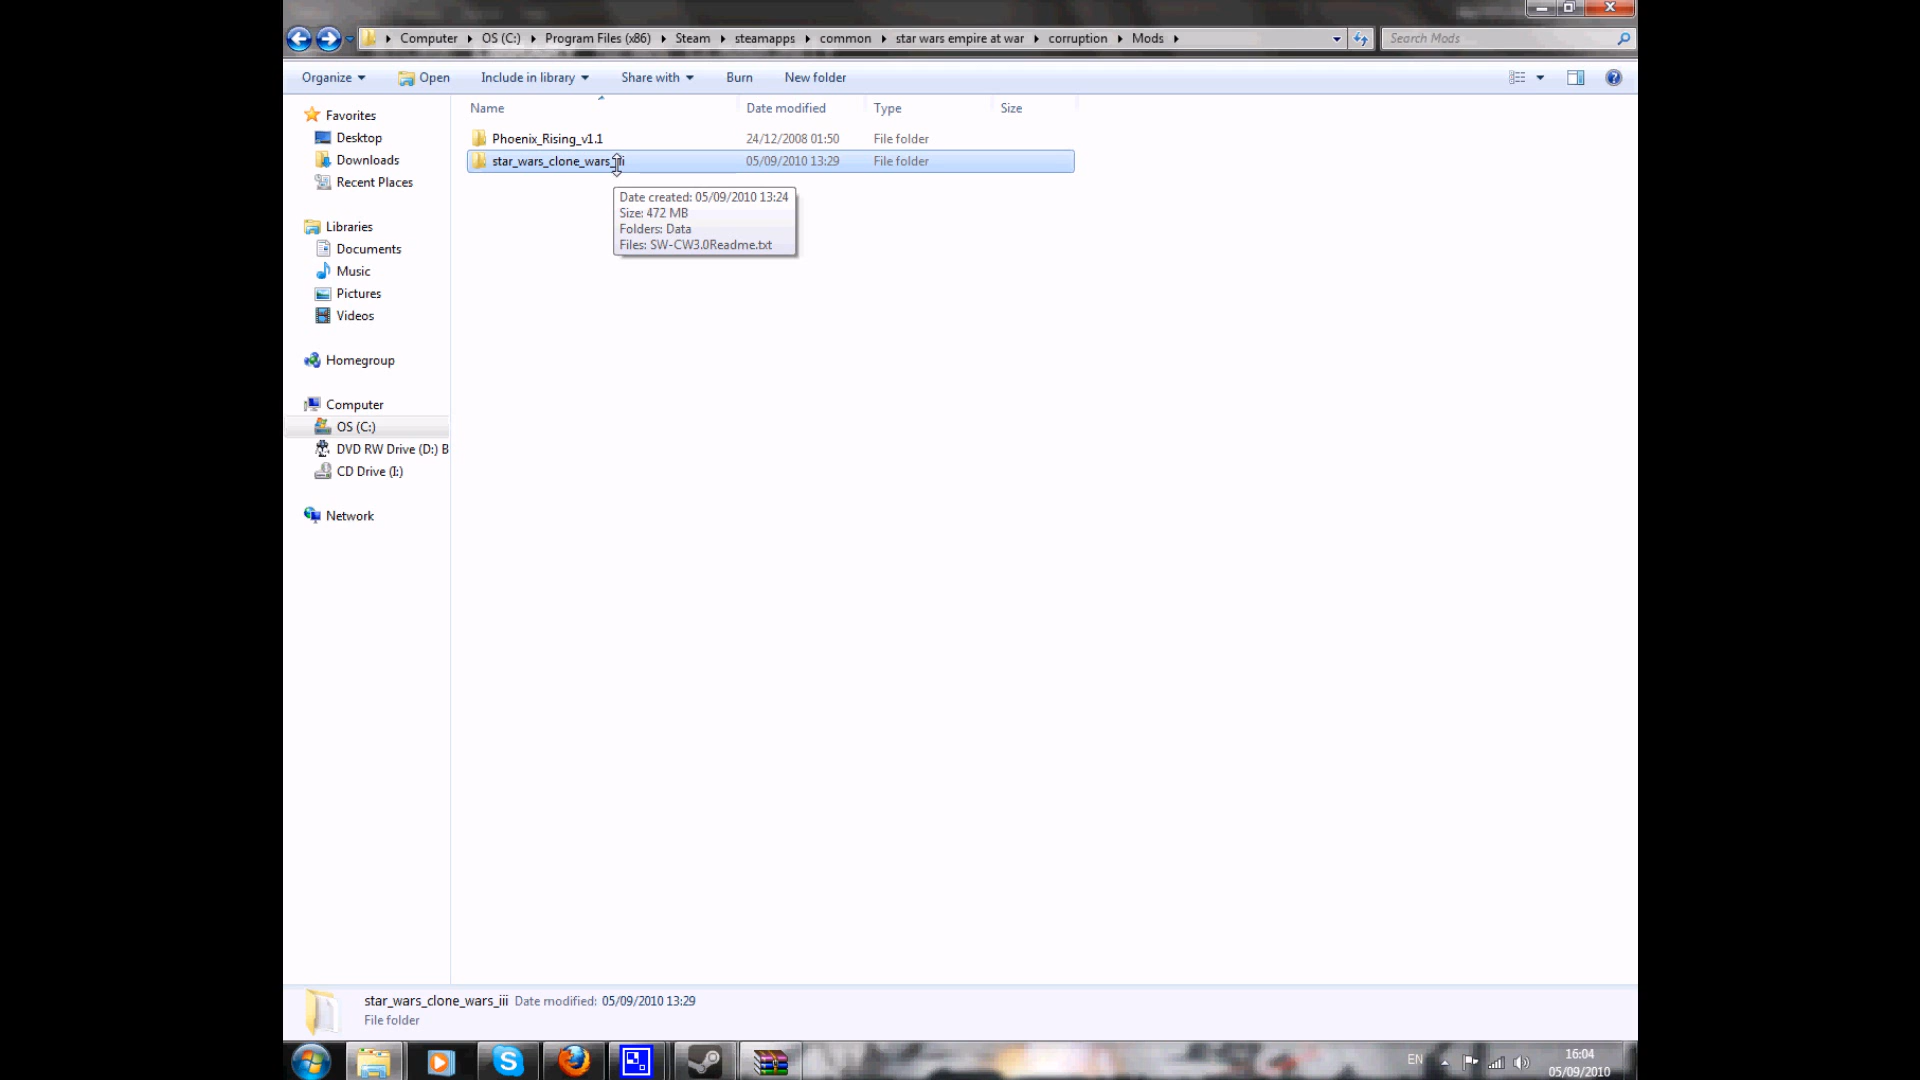 Computer OS (C:) Program Files (x86) Steam steamapps common star wars empire at war corruption Mods
Search Mods
Organize Open Include in library Share with Burn New folder
Name Date modified Type Size
Favorites
Desktop
Downloads
Recent Places
Libraries
Documents
Music
Pictures
Videos
Homegroup
Computer
OS (C:)
DVD RW Drive (D:) B
CD Drive (I:)
Network
Phoenix_Rising_v1.1 24/12/2008 01:50 File folder
star_wars_clone_wars_iii 05/09/2010 13:29 File folder
Date created: 05/09/2010 13:24
Size: 472 MB
Folders: Data
Files: SW-CW3.0Readme.txt
star_wars_clone_wars_iii Date modified: 05/09/2010 13:29
File folder
EN
16:04
05/09/2010